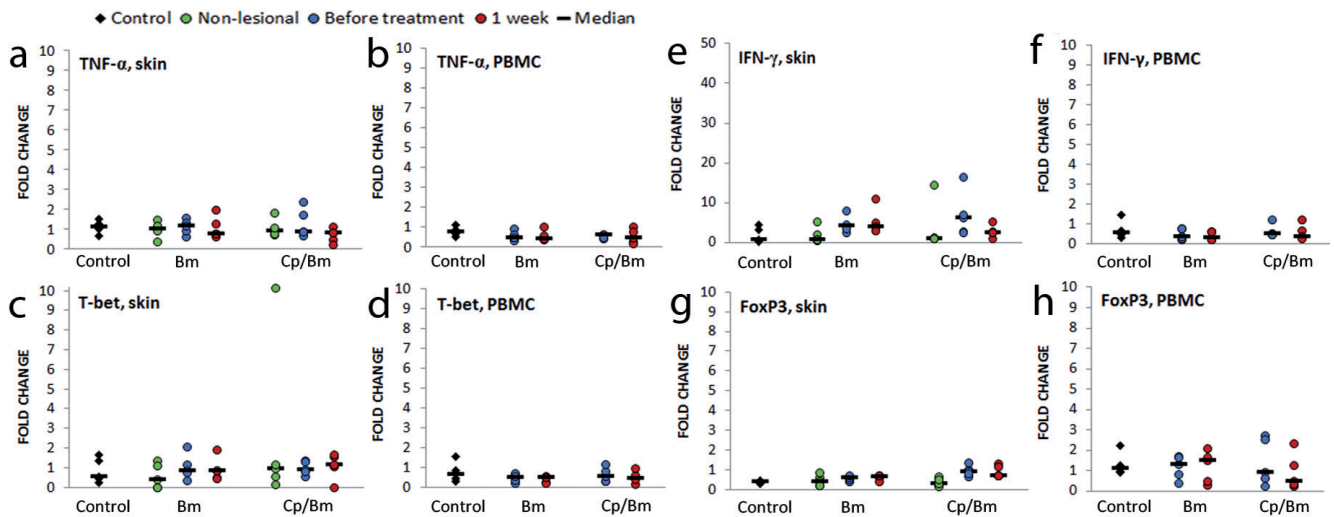 Control Non-lesional Before treatment 1 week Median
a
TNF-α, skin
FOLD CHANGE
10
9
8
7
6
5
4
3
2
1
0
Control Bm Cp/Bm
b
TNF-α, PBMC
FOLD CHANGE
10
9
8
7
6
5
4
3
2
1
0
Control Bm Cp/Bm
e
IFN-γ, skin
FOLD CHANGE
50
40
30
20
10
0
Control Bm Cp/Bm
f
IFN-γ, PBMC
FOLD CHANGE
10
9
8
7
6
5
4
3
2
1
0
Control Bm Cp/Bm
c
T-bet, skin
FOLD CHANGE
10
9
8
7
6
5
4
3
2
1
0
Control Bm Cp/Bm
d
T-bet, PBMC
FOLD CHANGE
10
9
8
7
6
5
4
3
2
1
0
Control Bm Cp/Bm
g
FoxP3, skin
FOLD CHANGE
10
9
8
7
6
5
4
3
2
1
0
Control Bm Cp/Bm
h
FoxP3, PBMC
FOLD CHANGE
10
9
8
7
6
5
4
3
2
1
0
Control Bm Cp/Bm